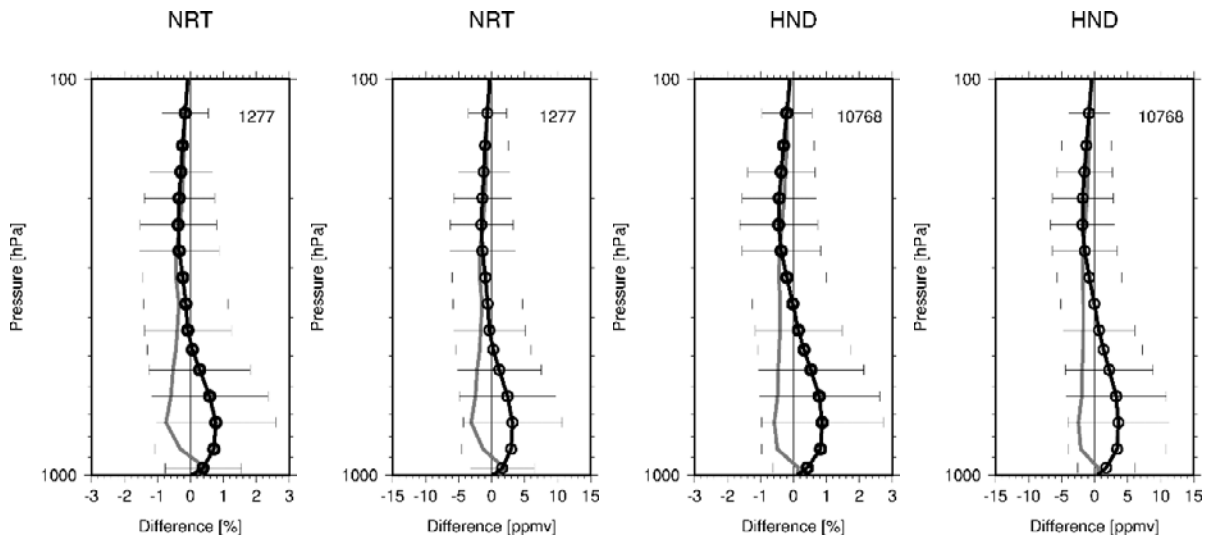 NRT NRT HND HND
100 100 100 100
1277 1277 10768 10768
Pressure [hPa] Pressure [hPa] Pressure [hPa] Pressure [hPa]
1000 1000 1000 1000
-3 -2 -1 0 1 2 3 -15 -10 -5 0 5 10 15 -3 -2 -1 0 1 2 3 -15 -10 -5 0 5 10 15
Difference [%] Difference [ppmv] Difference [%] Difference [ppmv]